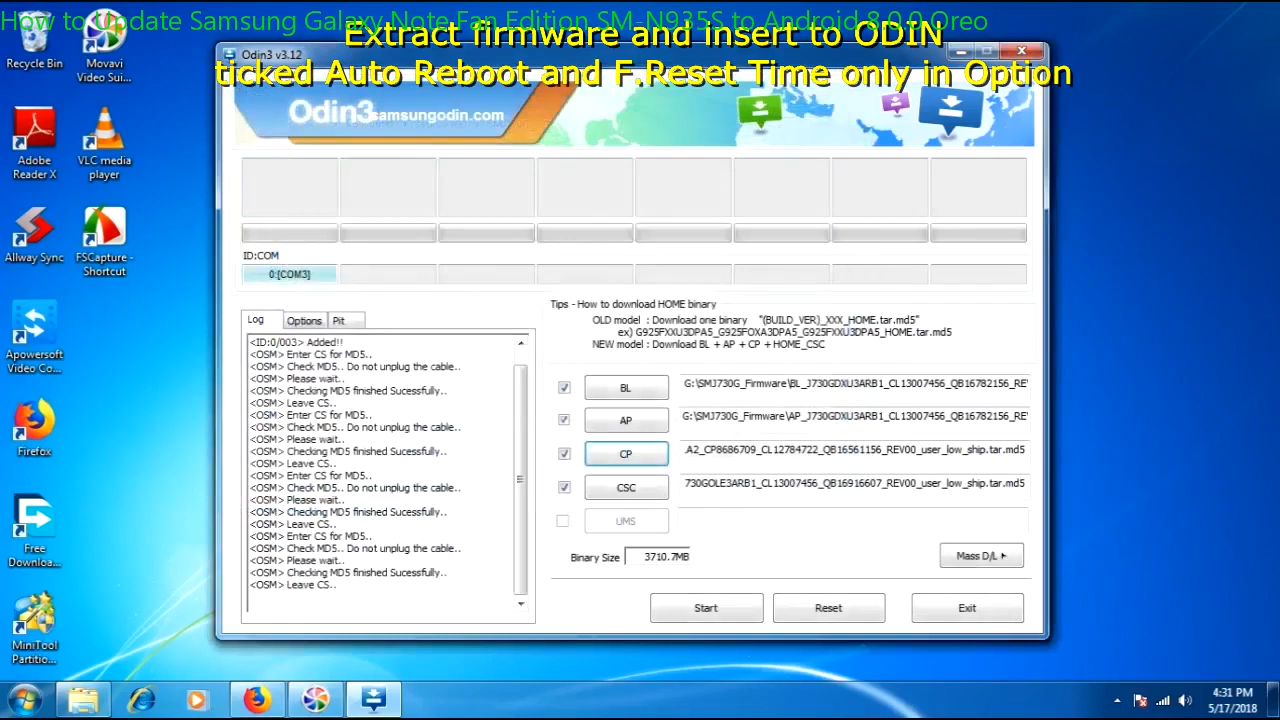 How to Update Samsung Galaxy Note Fan Edition SM-N935S to Android 8.0.0 Oreo
Extract firmware and insert to ODIN
ticked Auto Reboot and F.Reset Time only in Option
Recycle Bin
Movavi Video Sui...
Adobe Reader X
VLC media player
Allway Sync
FSCapture - Shortcut
Apowersoft Video Co...
Firefox
Free Downloa...
MiniTool Partitio...
Odin3 v3.12
Odin3
samsungodin.com
ID:COM
0:[COM3]
Log
Options
Pit
<ID:0/003> Added!!
<OSM> Enter CS for MD5..
<OSM> Check MD5.. Do not unplug the cable..
<OSM> Please wait..
<OSM> Checking MD5 finished Sucessfully..
<OSM> Leave CS..
<OSM> Enter CS for MD5..
<OSM> Check MD5.. Do not unplug the cable..
<OSM> Please wait..
<OSM> Checking MD5 finished Sucessfully..
<OSM> Leave CS..
<OSM> Enter CS for MD5..
<OSM> Check MD5.. Do not unplug the cable..
<OSM> Please wait..
<OSM> Checking MD5 finished Sucessfully..
<OSM> Leave CS..
<OSM> Enter CS for MD5..
<OSM> Check MD5.. Do not unplug the cable..
<OSM> Please wait..
<OSM> Checking MD5 finished Sucessfully..
<OSM> Leave CS..
Tips - How to download HOME binary
OLD model : Download one binary "(BUILD_VER)_XXX_HOME.tar.md5"
ex) G925FXXU3DPA5_G925FOXA3DPA5_G925FXXU3DPA5_HOME.tar.md5
NEW model : Download BL + AP + CP + HOME_CSC
BL G:\SMJ730G_Firmware\BL_J730GDXU3ARB1_CL13007456_QB16782156_RE
AP G:\SMJ730G_Firmware\AP_J730GDXU3ARB1_CL13007456_QB16782156_RE
CP .A2_CP8686709_CL12784722_QB16561156_REV00_user_low_ship.tar.md5
CSC 730GOLE3ARB1_CL13007456_QB16916607_REV00_user_low_ship.tar.md5
UMS
Binary Size 3710.7MB
Mass D/L
Start
Reset
Exit
4:31 PM
5/17/2018